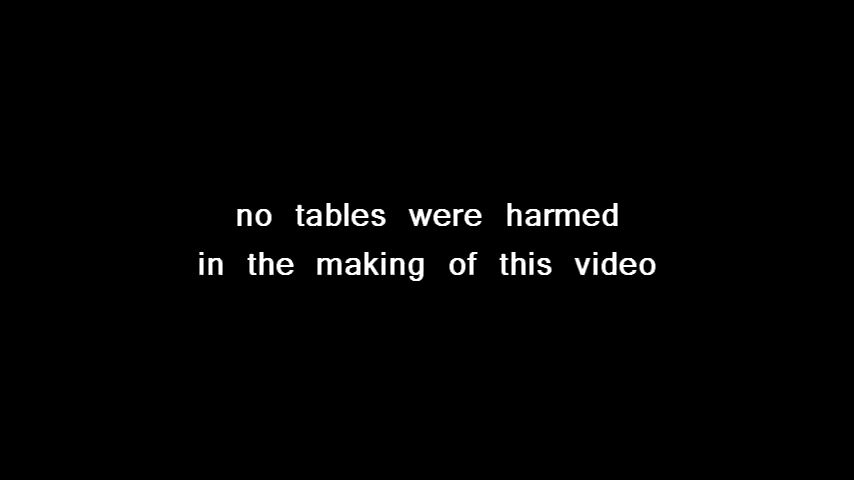 no tables were harmed
in the making of this video